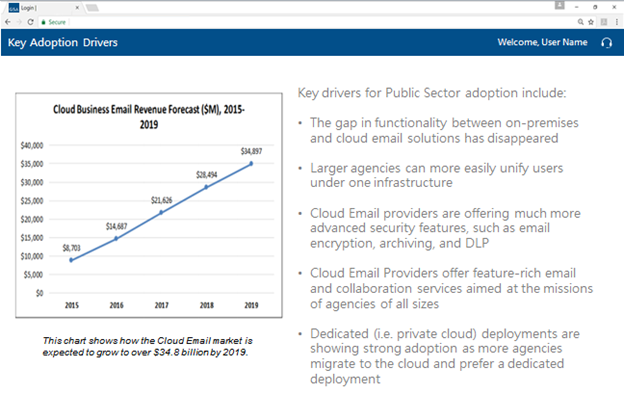 Login |
Secure
Key Adoption Drivers
Welcome, User Name
Cloud Business Email Revenue Forecast ($M), 2015-
2019
$40,000
$35,000
$30,000
$25,000
$20,000
$15,000
$10,000
$5,000
$0
$8,703
$14,687
$21,626
$28,494
$34,897
2015 2016 2017 2018 2019
This chart shows how the Cloud Email market is
expected to grow to over $34.8 billion by 2019.
Key drivers for Public Sector adoption include:
• The gap in functionality between on-premises
and cloud email solutions has disappeared
• Larger agencies can more easily unify users
under one infrastructure
• Cloud Email providers are offering much more
advanced security features, such as email
encryption, archiving, and DLP
• Cloud Email Providers offer feature-rich email
and collaboration services aimed at the missions
of agencies of all sizes
• Dedicated (i.e. private cloud) deployments are
showing strong adoption as more agencies
migrate to the cloud and prefer a dedicated
deployment